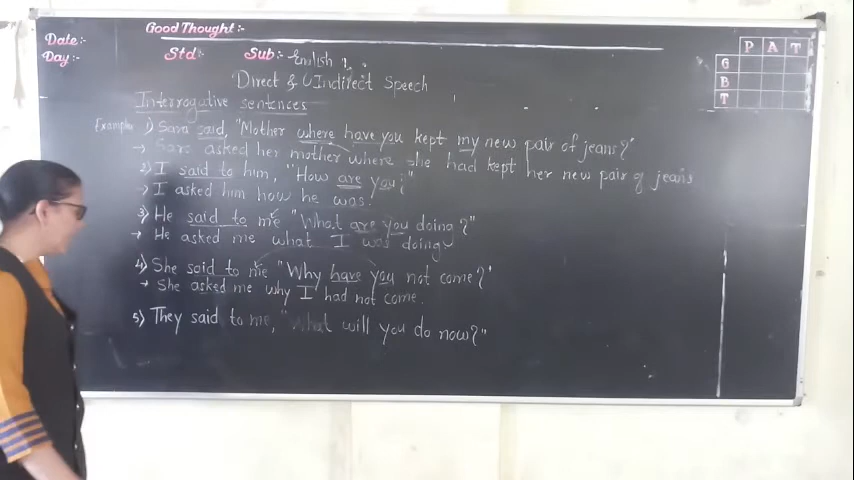 Good Thought:-
Date:-
Day:-
Std:-
Sub:- English
P A T
G
B
T
Direct & Indirect Speech
Interrogative sentences
Example 1) Sara said, "Mother where have you kept my new pair of jeans?"
→ Sara asked her mother where she had kept her new pair of jeans
2) I said to him, "How are you?"
→ I asked him how he was.
3) He said to me "What are you doing?"
→ He asked me what I was doing
4) She said to me "Why have you not come?"
→ She asked me why I had not come.
5) They said to me, "What will you do now?"